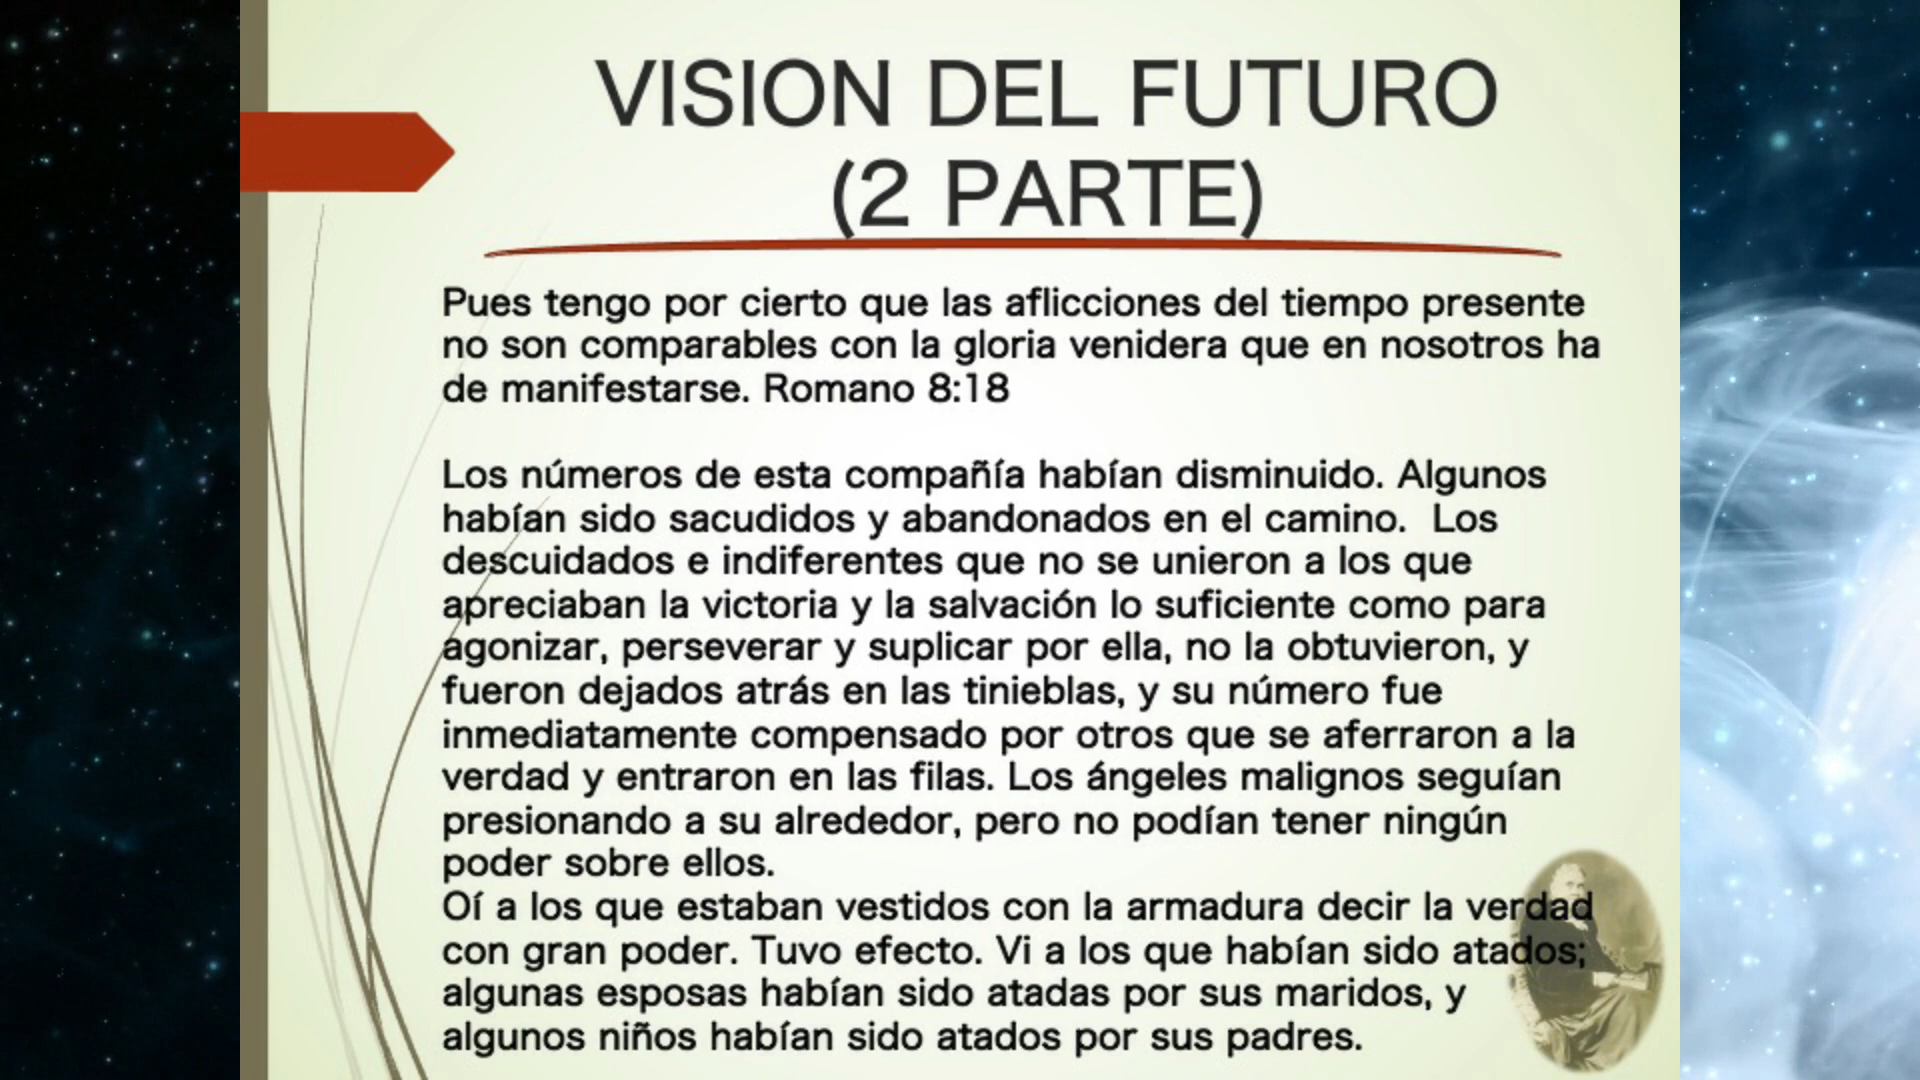 VISION DEL FUTURO
(2 PARTE)
Pues tengo por cierto que las aflicciones del tiempo presente
no son comparables con la gloria venidera que en nosotros ha
de manifestarse. Romano 8:18
Los números de esta compañía habían disminuido. Algunos
habían sido sacudidos y abandonados en el camino.  Los
descuidados e indiferentes que no se unieron a los que
apreciaban la victoria y la salvación lo suficiente como para
agonizar, perseverar y suplicar por ella, no la obtuvieron, y
fueron dejados atrás en las tinieblas, y su número fue
inmediatamente compensado por otros que se aferraron a la
verdad y entraron en las filas. Los ángeles malignos seguían
presionando a su alrededor, pero no podían tener ningún
poder sobre ellos.
Oí a los que estaban vestidos con la armadura decir la verdad
con gran poder. Tuvo efecto. Vi a los que habían sido atados;
algunas esposas habían sido atadas por sus maridos, y
algunos niños habían sido atados por sus padres.